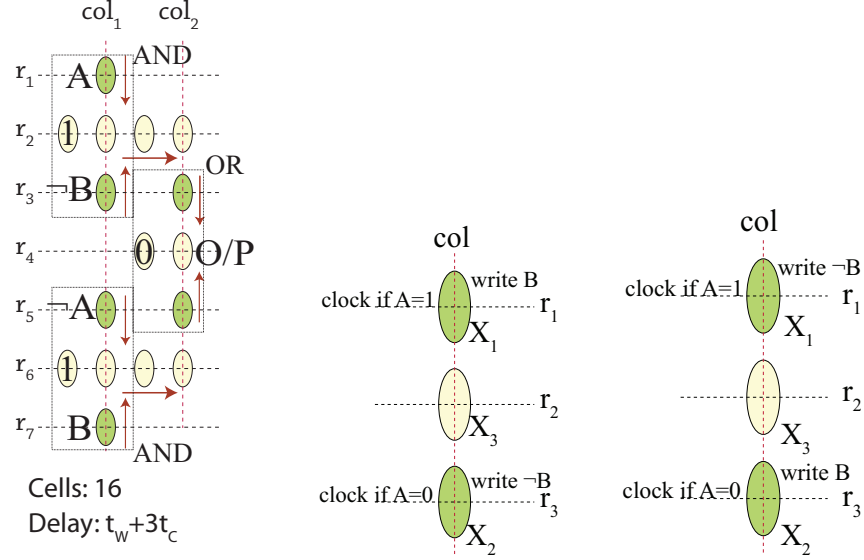 col₁ col₂
AND
r₁ A
r₂ 1
OR
r₃ ¬B
r₄ 0 O/P
r₅ ¬A
r₆ 1
r₇ B
AND
Cells: 16
Delay: t_w+3t_c
col
write B
clock if A=1 r₁
X₁
r₂
X₃
write ¬B
clock if A=0 r₃
X₂
col
write ¬B
clock if A=1 r₁
X₁
r₂
X₃
write B
clock if A=0 r₃
X₂